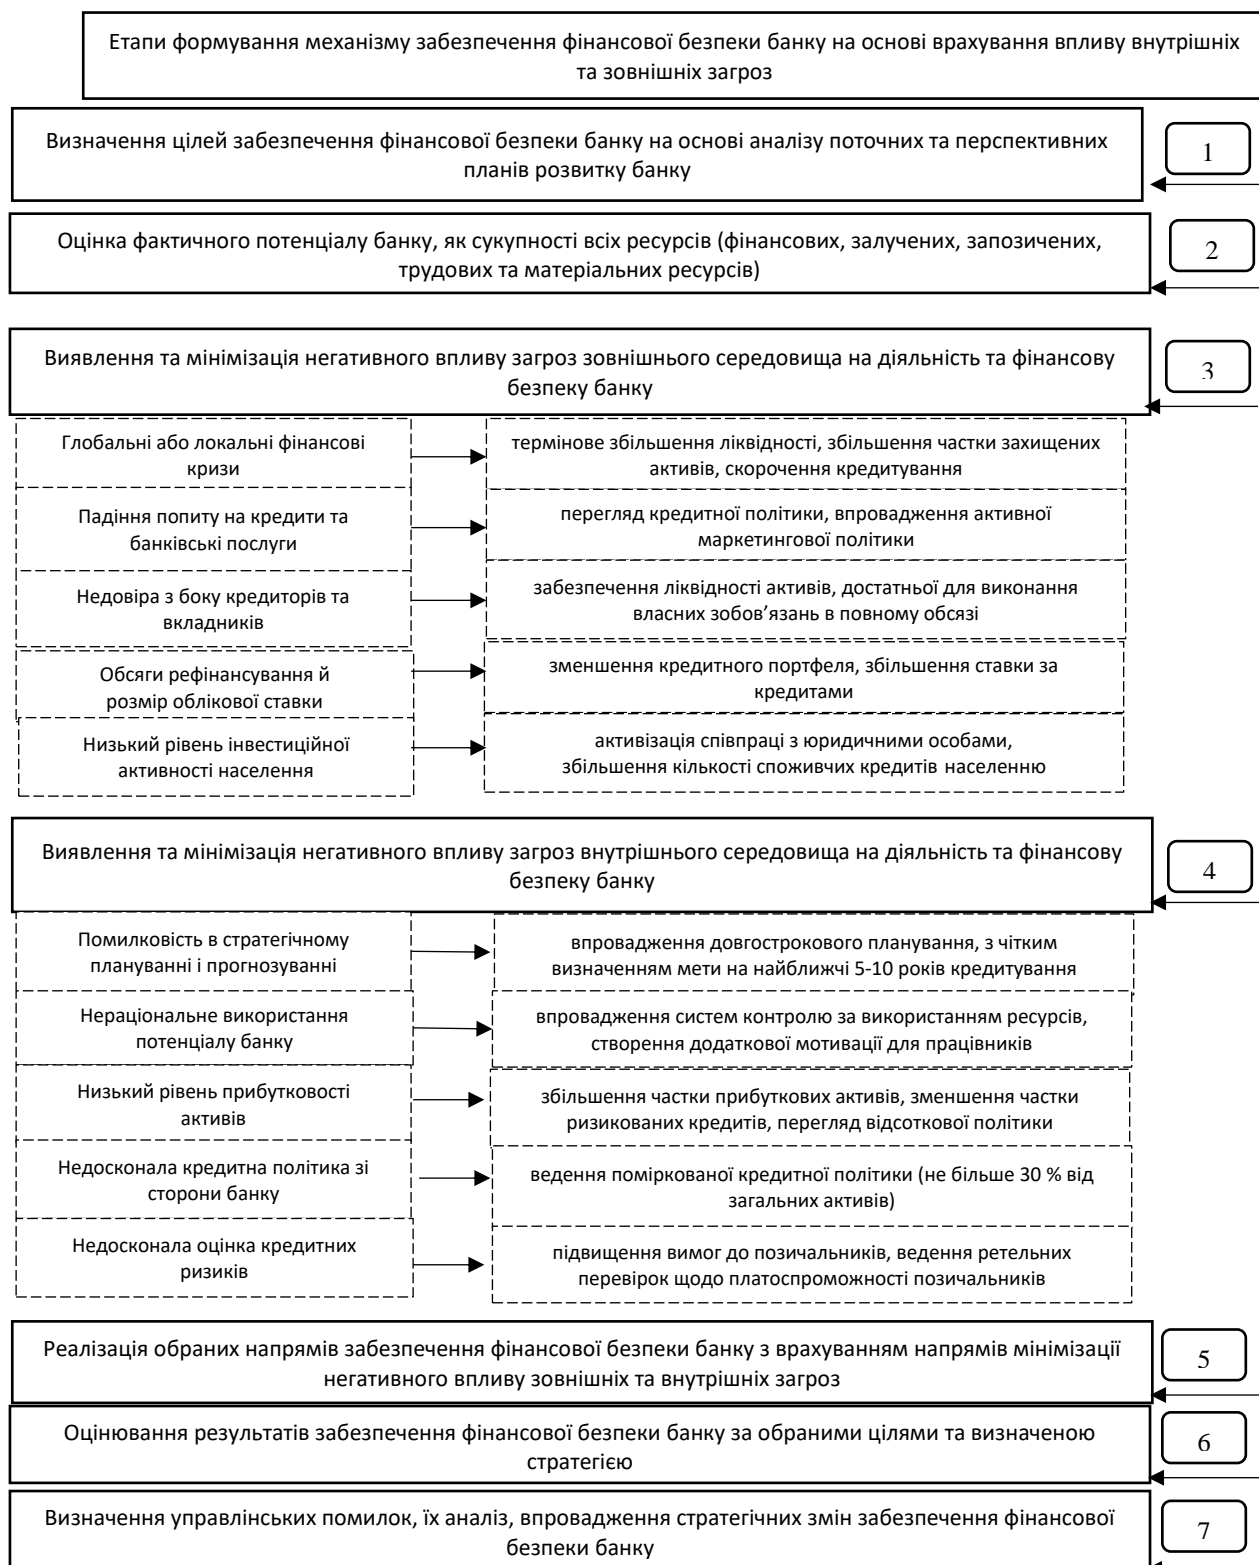 Етапи формування механізму забезпечення фінансової безпеки банку на основі врахування впливу внутрішніх
та зовнішніх загроз
Визначення цілей забезпечення фінансової безпеки банку на основі аналізу поточних та перспективних
планів розвитку банку
1
Оцінка фактичного потенціалу банку, як сукупності всіх ресурсів (фінансових, залучених, запозичених,
трудових та матеріальних ресурсів)
2
Виявлення та мінімізація негативного впливу загроз зовнішнього середовища на діяльність та фінансову
безпеку банку
3
Глобальні або локальні фінансові
кризи
термінове збільшення ліквідності, збільшення частки захищених
активів, скорочення кредитування
Падіння попиту на кредити та
банківські послуги
перегляд кредитної політики, впровадження активної
маркетингової політики
Недовіра з боку кредиторів та
вкладників
забезпечення ліквідності активів, достатньої для виконання
власних зобов’язань в повному обсязі
Обсяги рефінансування й
розмір облікової ставки
зменшення кредитного портфеля, збільшення ставки за
кредитами
Низький рівень інвестиційної
активності населення
активізація співпраці з юридичними особами,
збільшення кількості споживчих кредитів населенню
Виявлення та мінімізація негативного впливу загроз внутрішнього середовища на діяльність та фінансову
безпеку банку
4
Помилковість в стратегічному
плануванні і прогнозуванні
впровадження довгострокового планування, з чітким
визначенням мети на найближчі 5-10 років кредитування
Нераціональне використання
потенціалу банку
впровадження систем контролю за використанням ресурсів,
створення додаткової мотивації для працівників
Низький рівень прибутковості
активів
збільшення частки прибуткових активів, зменшення частки
ризикованих кредитів, перегляд відсоткової політики
Недосконала кредитна політика зі
сторони банку
ведення поміркованої кредитної політики (не більше 30 % від
загальних активів)
Недосконала оцінка кредитних
ризиків
підвищення вимог до позичальників, ведення ретельних
перевірок щодо платоспроможності позичальників
Реалізація обраних напрямів забезпечення фінансової безпеки банку з врахуванням напрямів мінімізації
негативного впливу зовнішніх та внутрішніх загроз
5
Оцінювання результатів забезпечення фінансової безпеки банку за обраними цілями та визначеною
стратегією
6
Визначення управлінських помилок, їх аналіз, впровадження стратегічних змін забезпечення фінансової
безпеки банку
7